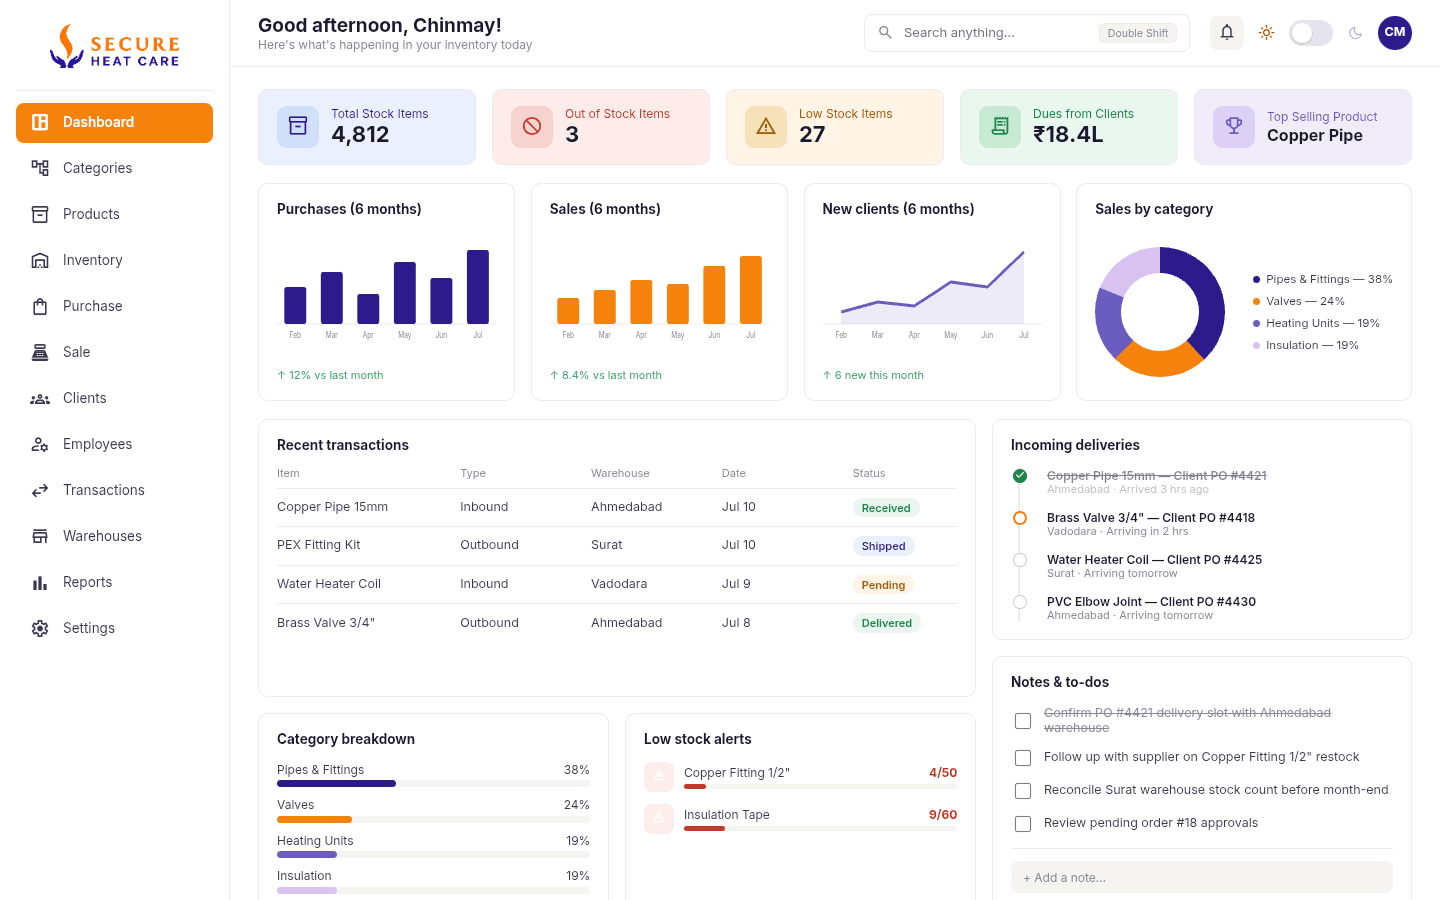 SECURE
HEAT CARE
Dashboard
Categories
Products
Inventory
Purchase
Sale
Clients
Employees
Transactions
Warehouses
Reports
Settings
Good afternoon, Chinmay!
Here's what's happening in your inventory today
Search anything...
Double Shift
CM
Total Stock Items
4,812
Out of Stock Items
3
Low Stock Items
27
Dues from Clients
₹18.4L
Top Selling Product
Copper Pipe
Purchases (6 months)
Feb Mar Apr May Jun Jul
↑ 12% vs last month
Sales (6 months)
Feb Mar Apr May Jun Jul
↑ 8.4% vs last month
New clients (6 months)
Feb Mar Apr May Jun Jul
↑ 6 new this month
Sales by category
Pipes & Fittings — 38%
Valves — 24%
Heating Units — 19%
Insulation — 19%
Recent transactions
Item Type Warehouse Date Status
Copper Pipe 15mm Inbound Ahmedabad Jul 10 Received
PEX Fitting Kit Outbound Surat Jul 10 Shipped
Water Heater Coil Inbound Vadodara Jul 9 Pending
Brass Valve 3/4" Outbound Ahmedabad Jul 8 Delivered
Incoming deliveries
Copper Pipe 15mm — Client PO #4421
Ahmedabad · Arrived 3 hrs ago
Brass Valve 3/4" — Client PO #4418
Vadodara · Arriving in 2 hrs
Water Heater Coil — Client PO #4425
Surat · Arriving tomorrow
PVC Elbow Joint — Client PO #4430
Ahmedabad · Arriving tomorrow
Category breakdown
Pipes & Fittings 38%
Valves 24%
Heating Units 19%
Insulation 19%
Low stock alerts
Copper Fitting 1/2" 4/50
Insulation Tape 9/60
Notes & to-dos
Confirm PO #4421 delivery slot with Ahmedabad
warehouse
Follow up with supplier on Copper Fitting 1/2" restock
Reconcile Surat warehouse stock count before month-end
Review pending order #18 approvals
+ Add a note...